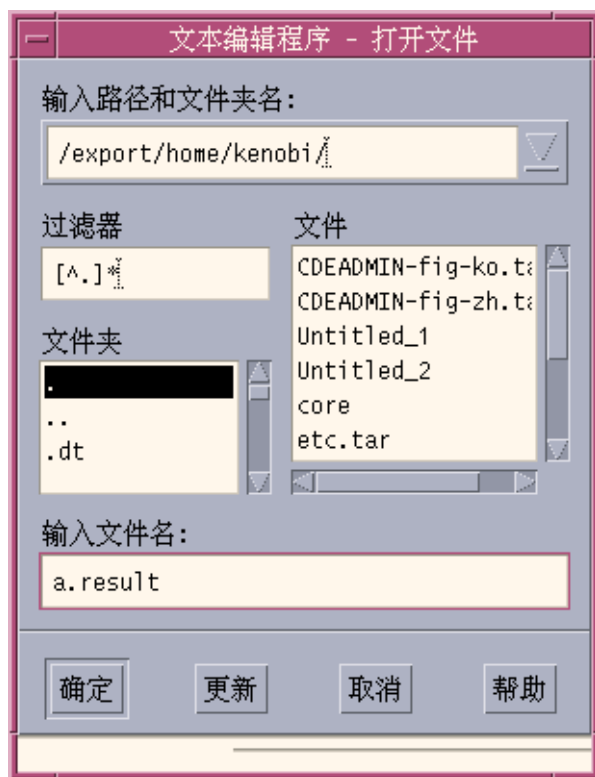 文本编辑程序 - 打开文件
输入路径和文件夹名:
/export/home/kenobi/
过滤器
[^.]*
文件夹
.
..
.dt
文件
CDEADMIN-fig-ko.ta
CDEADMIN-fig-zh.ta
Untitled_1
Untitled_2
core
etc.tar
输入文件名:
a.result
确定 更新 取消 帮助